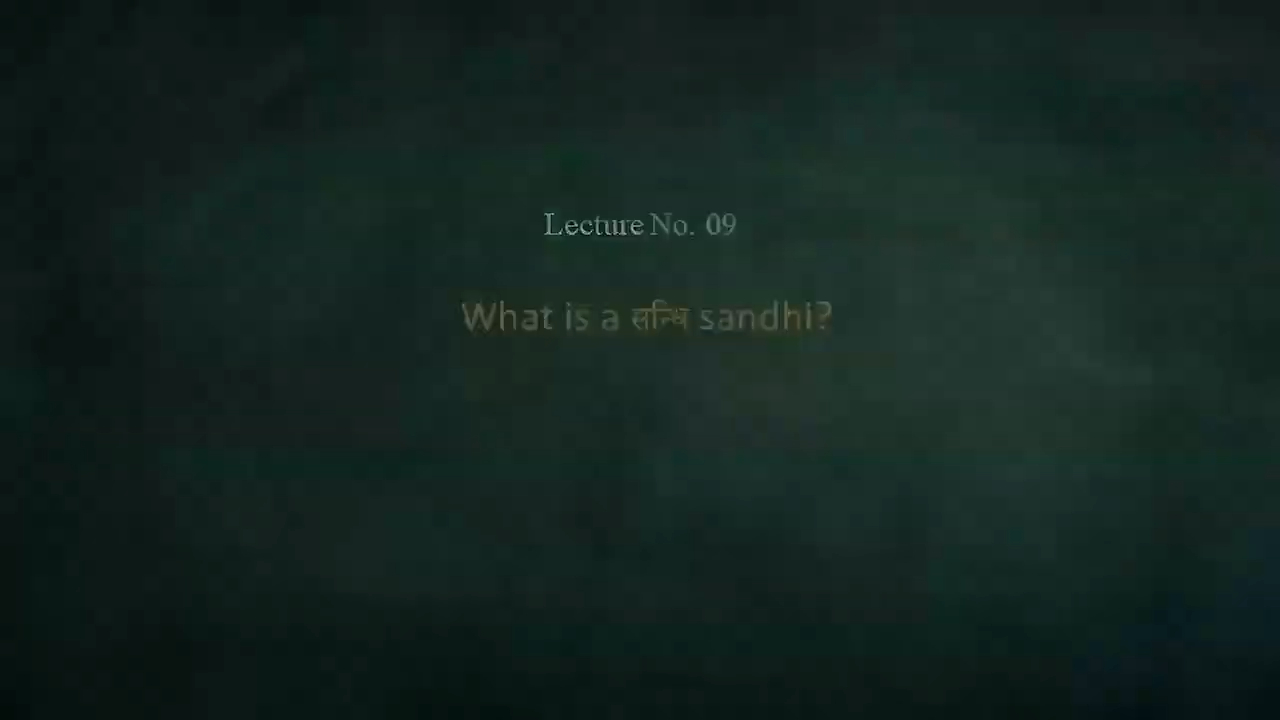 Lecture No. 09
What is a सन्धि sandhi?